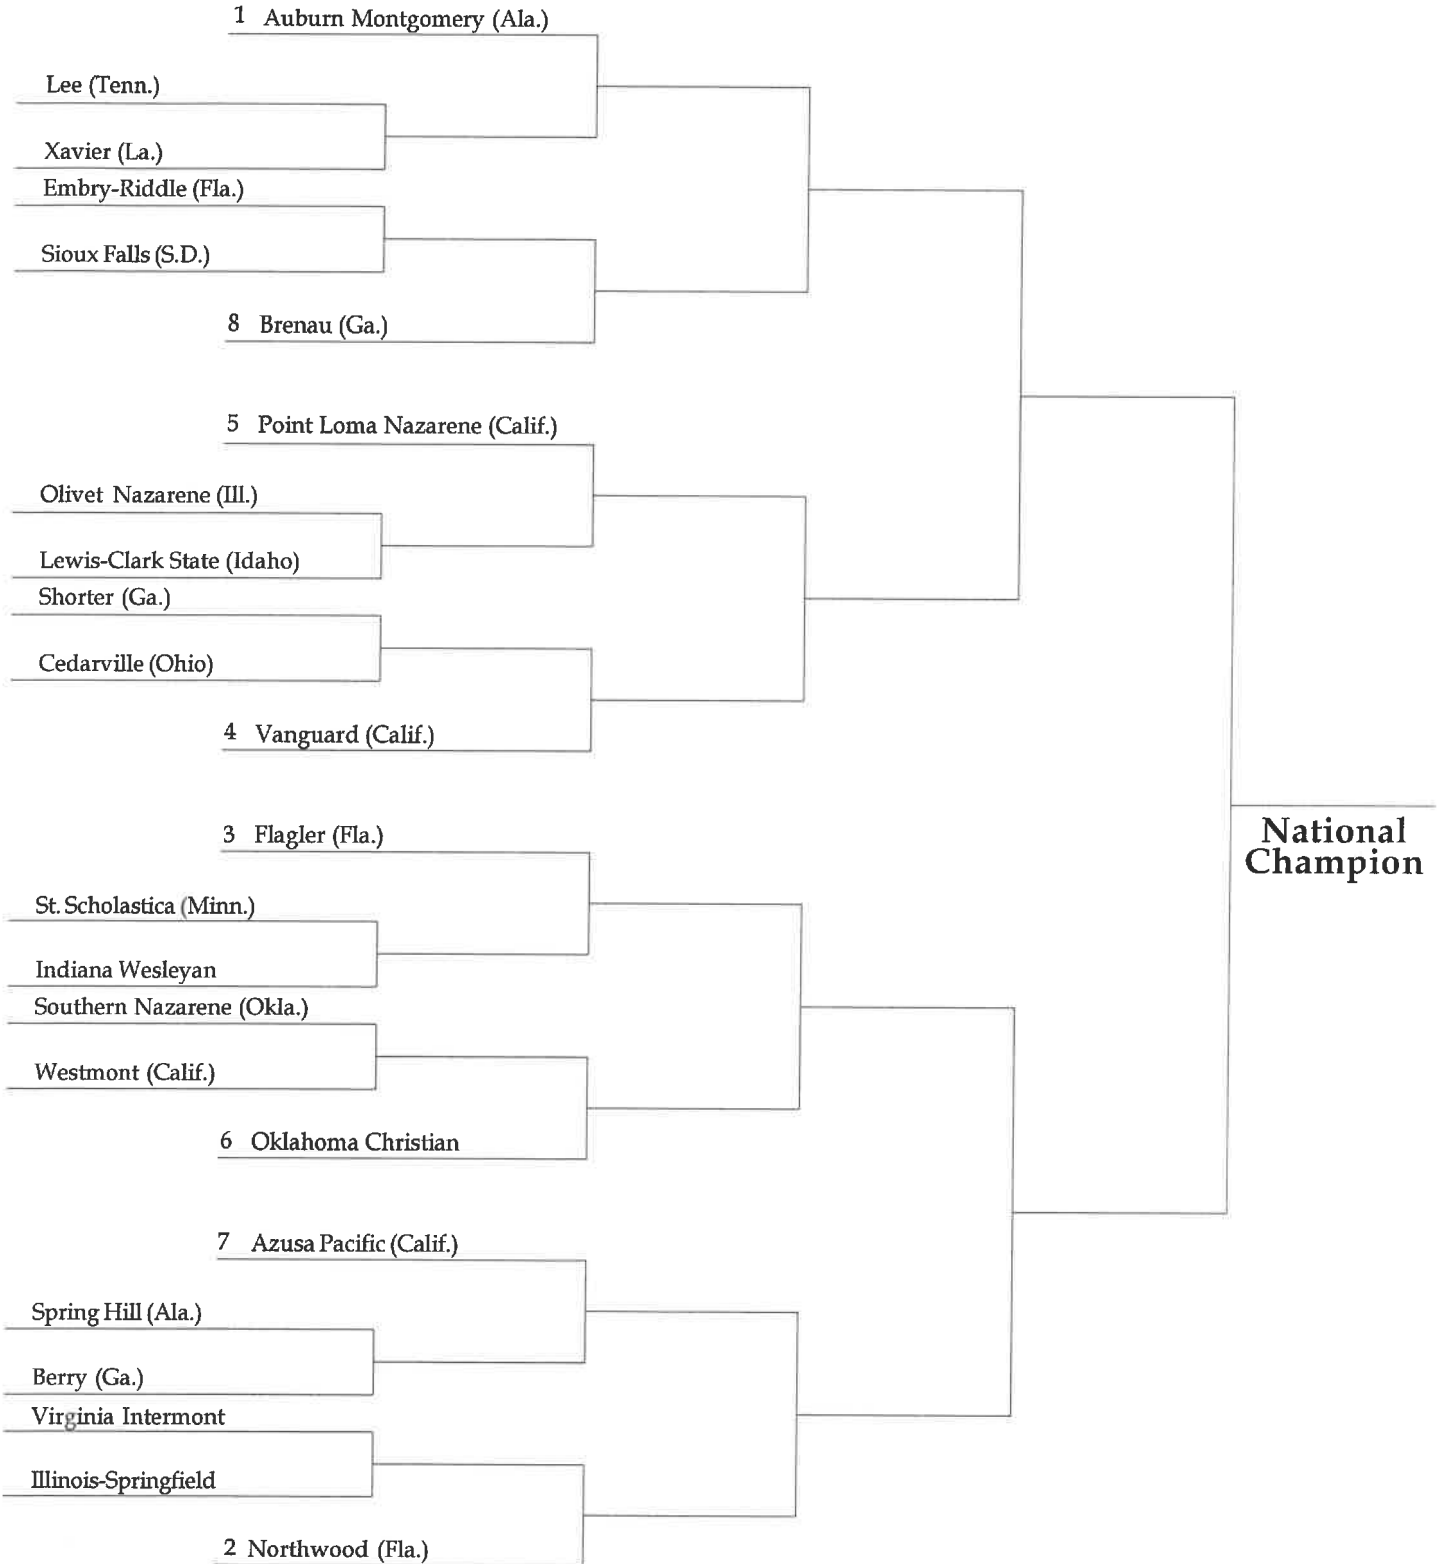 1 Auburn Montgomery (Ala.)
Lee (Tenn.)
Xavier (La.)
Embry-Riddle (Fla.)
Sioux Falls (S.D.)
8 Brenau (Ga.)
5 Point Loma Nazarene (Calif.)
Olivet Nazarene (Ill.)
Lewis-Clark State (Idaho)
Shorter (Ga.)
Cedarville (Ohio)
4 Vanguard (Calif.)
3 Flagler (Fla.)
National
Champion
St. Scholastica (Minn.)
Indiana Wesleyan
Southern Nazarene (Okla.)
Westmont (Calif.)
6 Oklahoma Christian
7 Azusa Pacific (Calif.)
Spring Hill (Ala.)
Berry (Ga.)
Virginia Intermont
Illinois-Springfield
2 Northwood (Fla.)